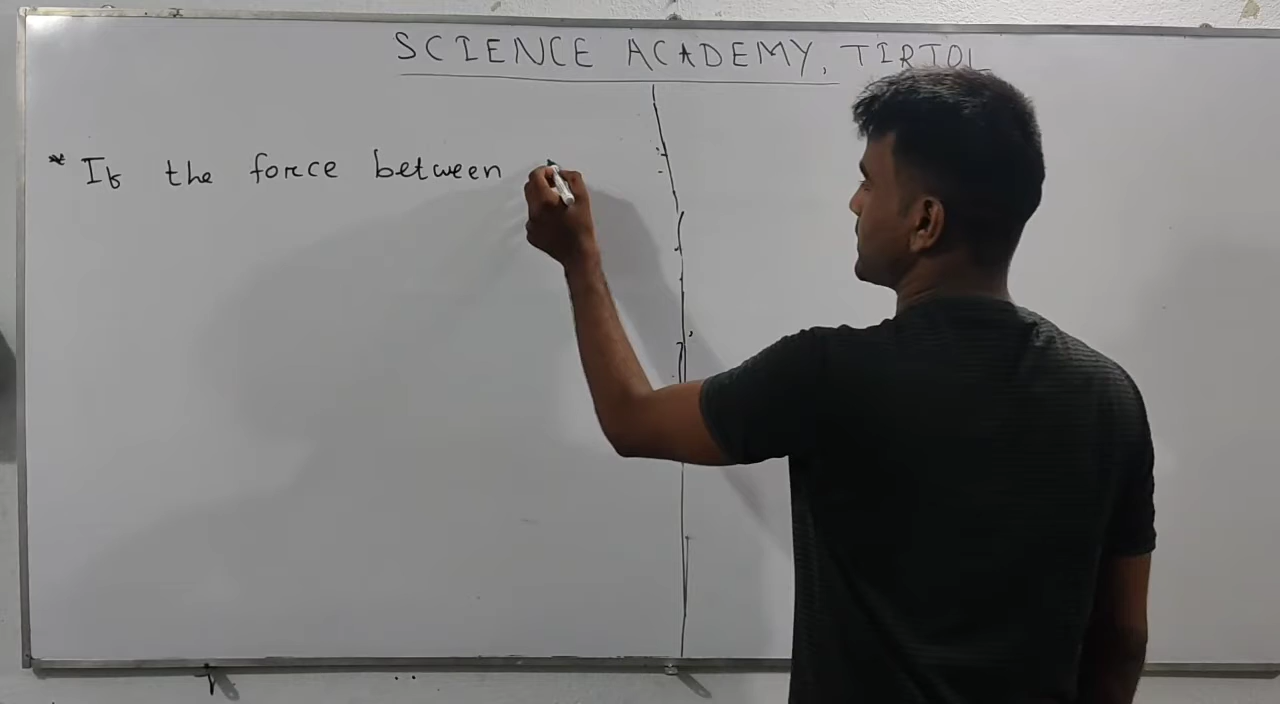 SCIENCE ACADEMY, TIRTOL
* If the force between